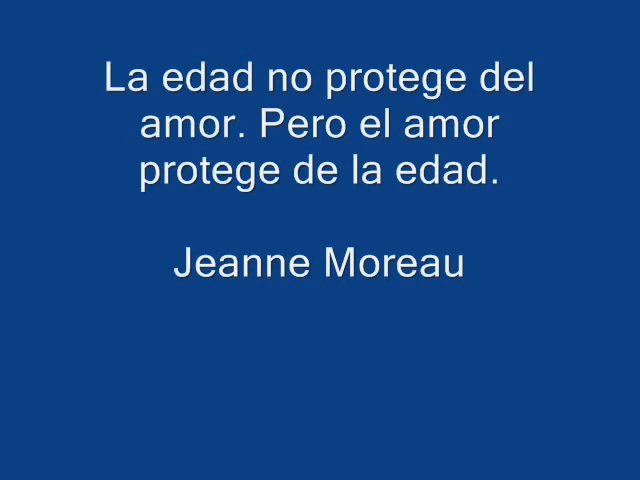 La edad no protege del
amor. Pero el amor
protege de la edad.
Jeanne Moreau